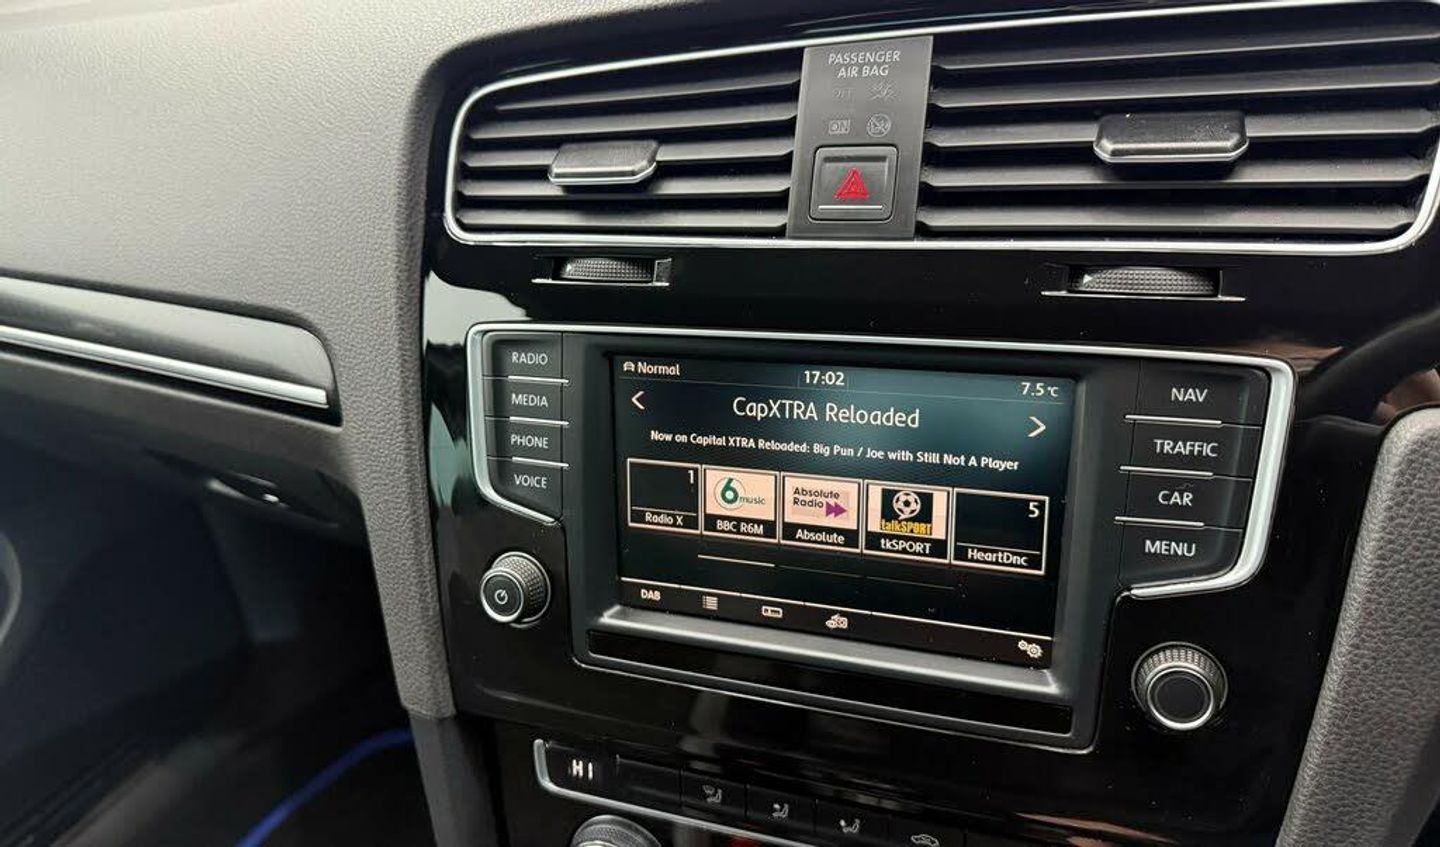 PASSENGER
AIR BAG
OFF
ON
RADIO
MEDIA
PHONE
VOICE
Normal
17:02
7.5°C
CapXTRA Reloaded
Now on Capital XTRA Reloaded: Big Pun / Joe with Still Not A Player
1
Radio X
6 music
BBC R6M
Absolute
Radio
Absolute
talkSPORT
tkSPORT
5
HeartDnc
DAB
NAV
TRAFFIC
CAR
MENU
HI